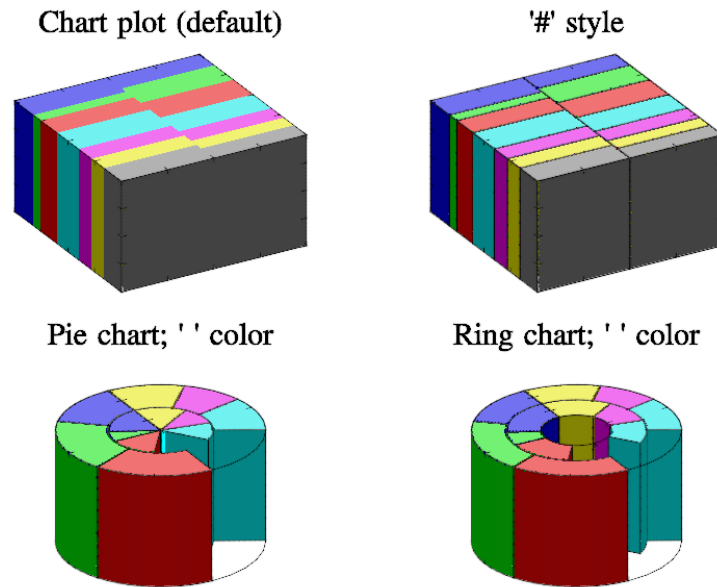 Chart plot (default)
'#' style
Pie chart; ' ' color
Ring chart; ' ' color